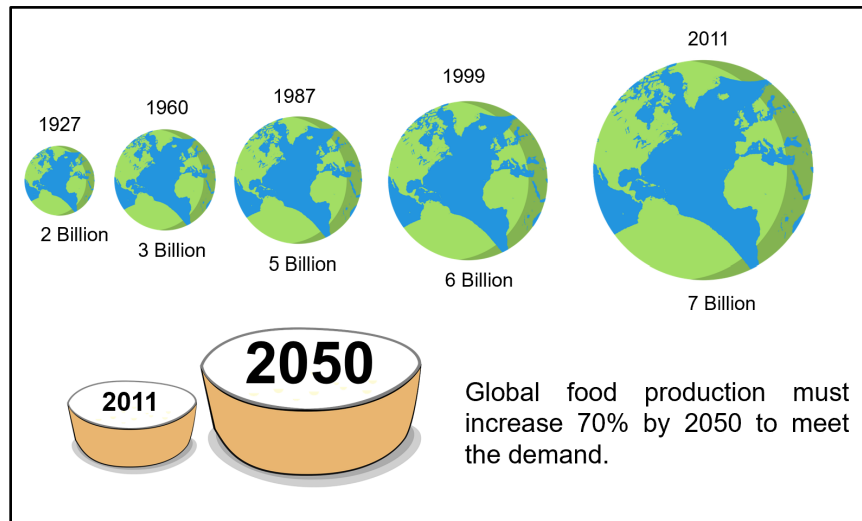 1927
1960
1987
1999
2011
2 Billion
3 Billion
5 Billion
6 Billion
7 Billion
2011
2050
Global food production must
increase 70% by 2050 to meet
the demand.